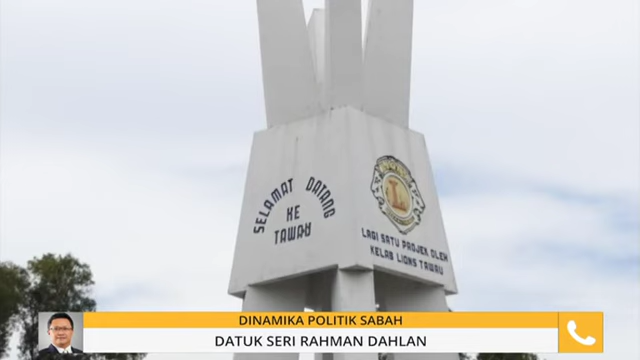 SELAMAT DATANG
KE
TAWAU
L
LAGI SATU PROJEK OLEH
KELAB LIONS TAWAU
DINAMIKA POLITIK SABAH
DATUK SERI RAHMAN DAHLAN